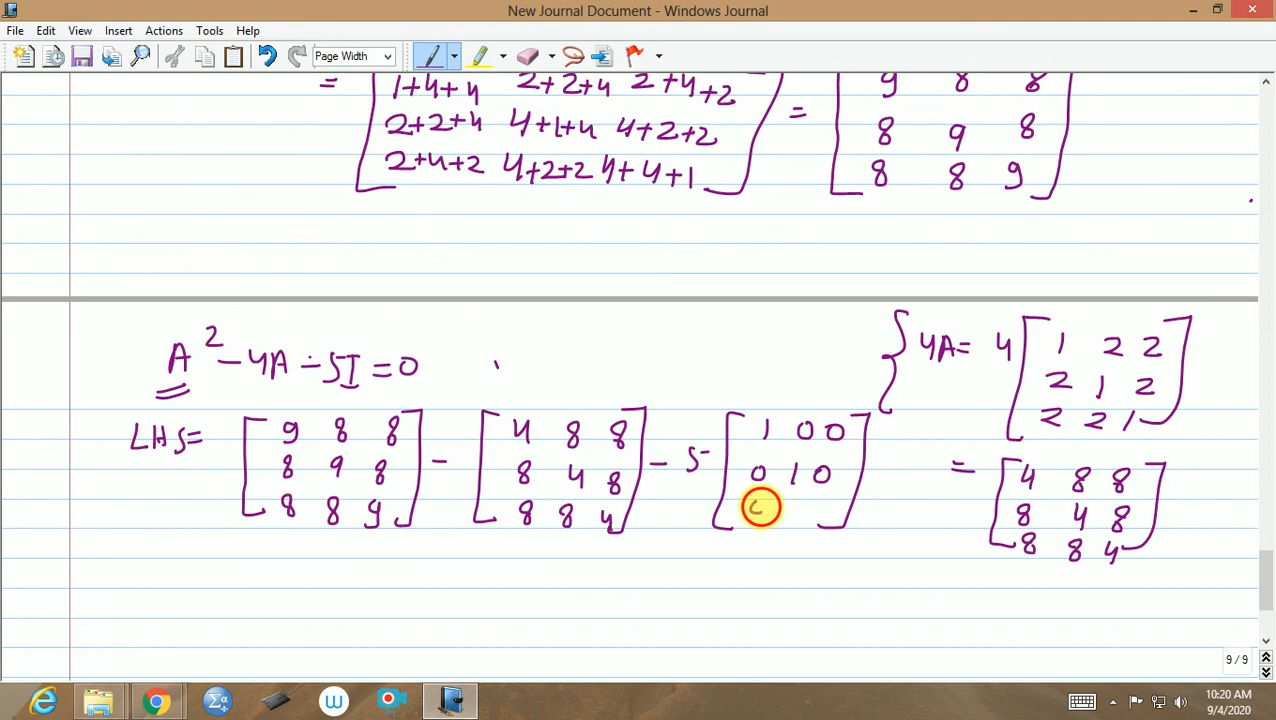 New Journal Document - Windows Journal
File Edit View Insert Actions Tools Help
Page Width
= [ 1+4+4 2+2+4 2+4+2 = [ 9 8 8
2+2+4 4+1+4 4+2+2 8 9 8
2+4+2 4+2+2 4+4+1 ] 8 8 9 ]
A² - 4A - 5I = 0
{ 4A = 4 [ 1 2 2
2 1 2
2 2 1 ]
LHS = [ 9 8 8 - [ 4 8 8 - 5 [ 1 0 0
8 9 8 8 4 8 0 1 0
8 8 9 ] 8 8 4 ] ]
= [ 4 8 8
8 4 8
8 8 4 ]
9 / 9
W
10:20 AM
9/4/2020